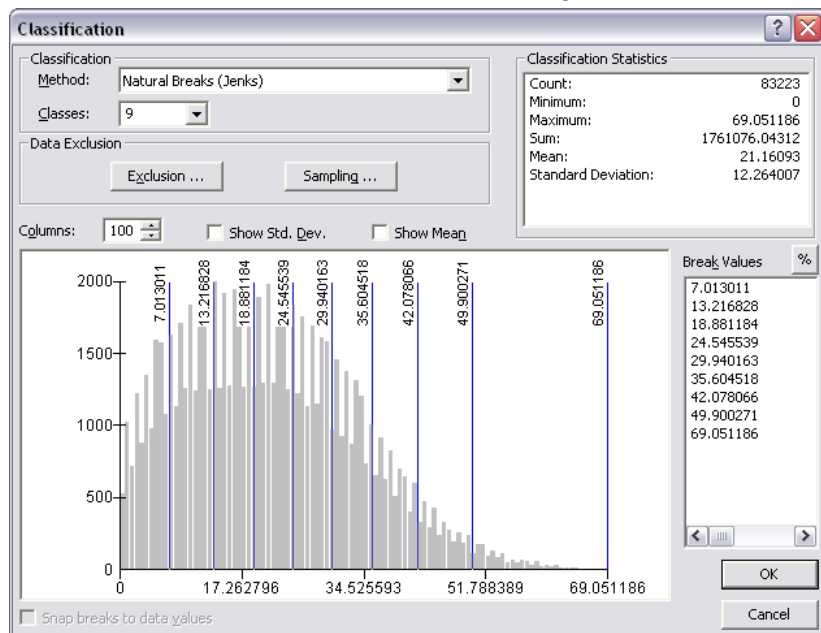 Classification
Classification
Method: Natural Breaks (Jenks)
Classes: 9
Data Exclusion
Exclusion ...
Sampling ...
Classification Statistics
Count: 83223
Minimum: 0
Maximum: 69.051186
Sum: 1761076.04312
Mean: 21.16093
Standard Deviation: 12.264007
Columns: 100
Show Std. Dev.
Show Mean
2000
1500
1000
500
0
7.013011
13.216828
18.881184
24.545539
29.940163
35.604518
42.078066
49.900271
69.051186
0
17.262796
34.525593
51.788389
69.051186
Break Values
%
7.013011
13.216828
18.881184
24.545539
29.940163
35.604518
42.078066
49.900271
69.051186
Snap breaks to data values
OK
Cancel